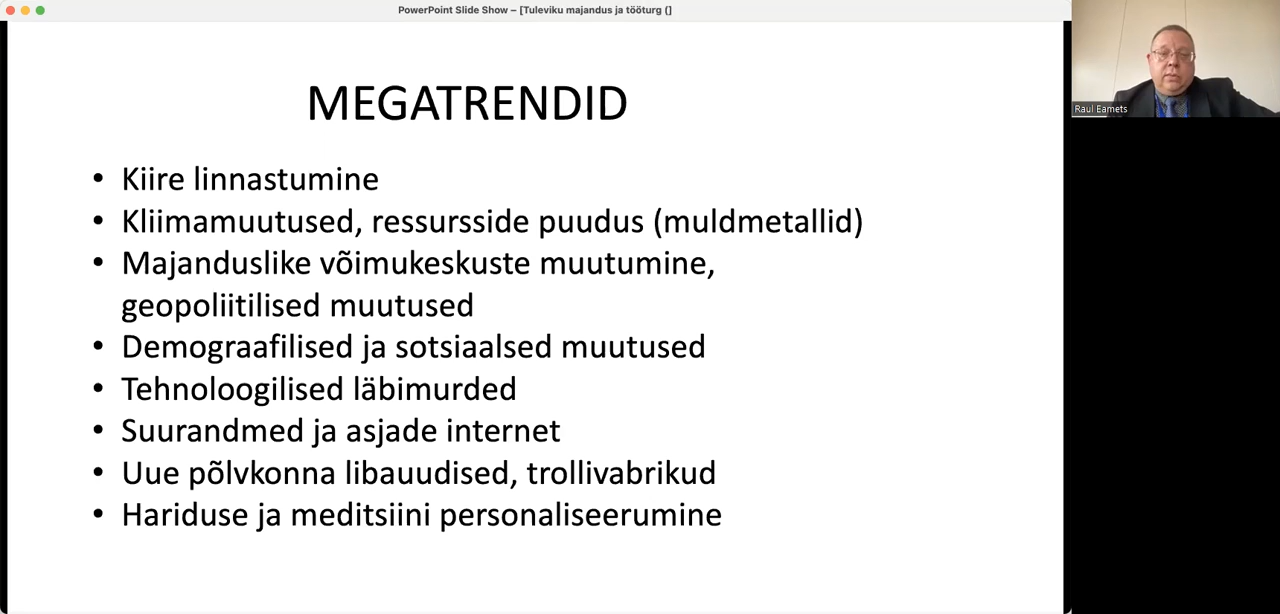 PowerPoint Slide Show – [Tuleviku majandus ja tööturg (]
MEGATRENDID
• Kiire linnastumine
• Kliimamuutused, ressursside puudus (muldmetallid)
• Majanduslike võimukeskuste muutumine,
geopoliitilised muutused
• Demograafilised ja sotsiaalsed muutused
• Tehnoloogilised läbimurded
• Suurandmed ja asjade internet
• Uue põlvkonna libauudised, trollivabrikud
• Hariduse ja meditsiini personaliseerumine
Raul Eamets